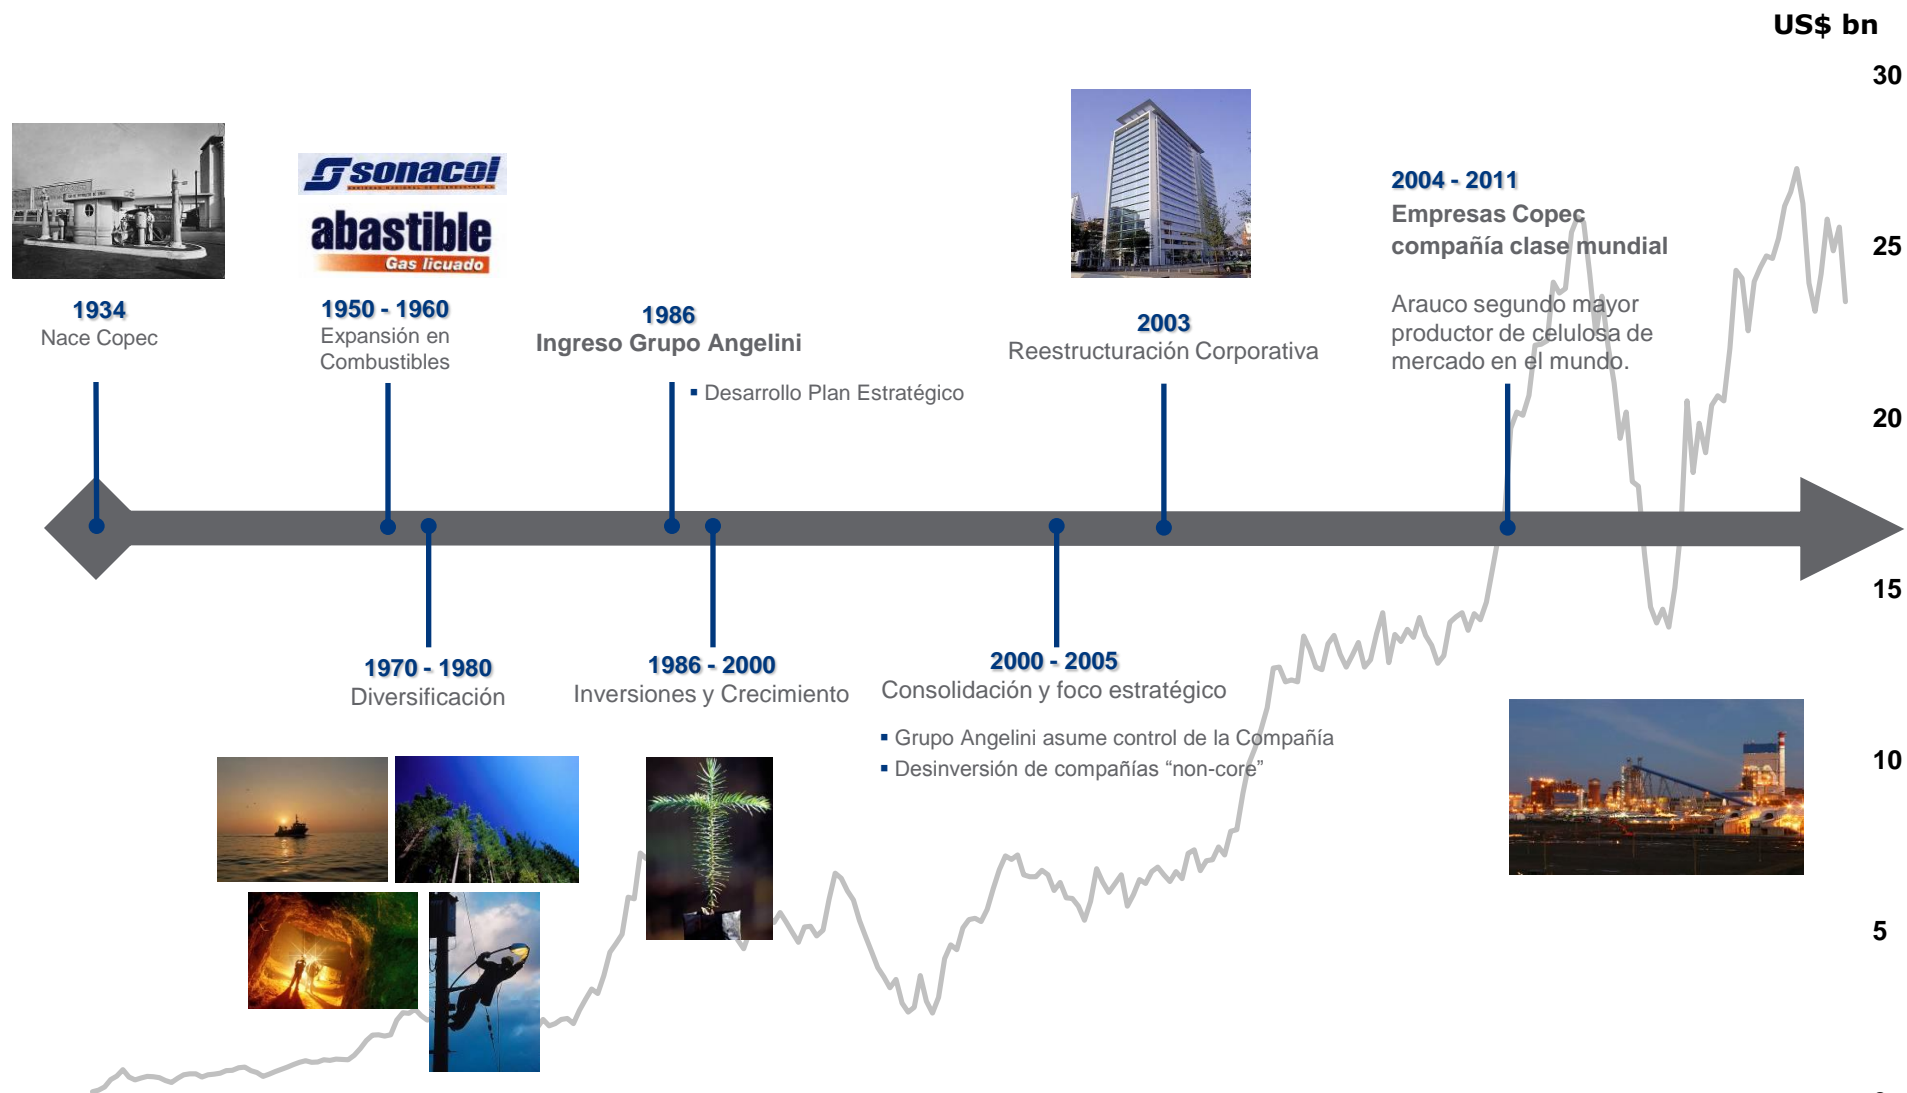 US$ bn
30
25
20
15
10
5
sonacol
abastible
Gas licuado
1934
Nace Copec
1950 - 1960
Expansión en
Combustibles
1986
Ingreso Grupo Angelini
▪ Desarrollo Plan Estratégico
2003
Reestructuración Corporativa
2004 - 2011
Empresas Copec
compañía clase mundial
Arauco segundo mayor
productor de celulosa de
mercado en el mundo.
1970 - 1980
Diversificación
1986 - 2000
Inversiones y Crecimiento
2000 - 2005
Consolidación y foco estratégico
▪ Grupo Angelini asume control de la Compañía
▪ Desinversión de compañías “non-core”